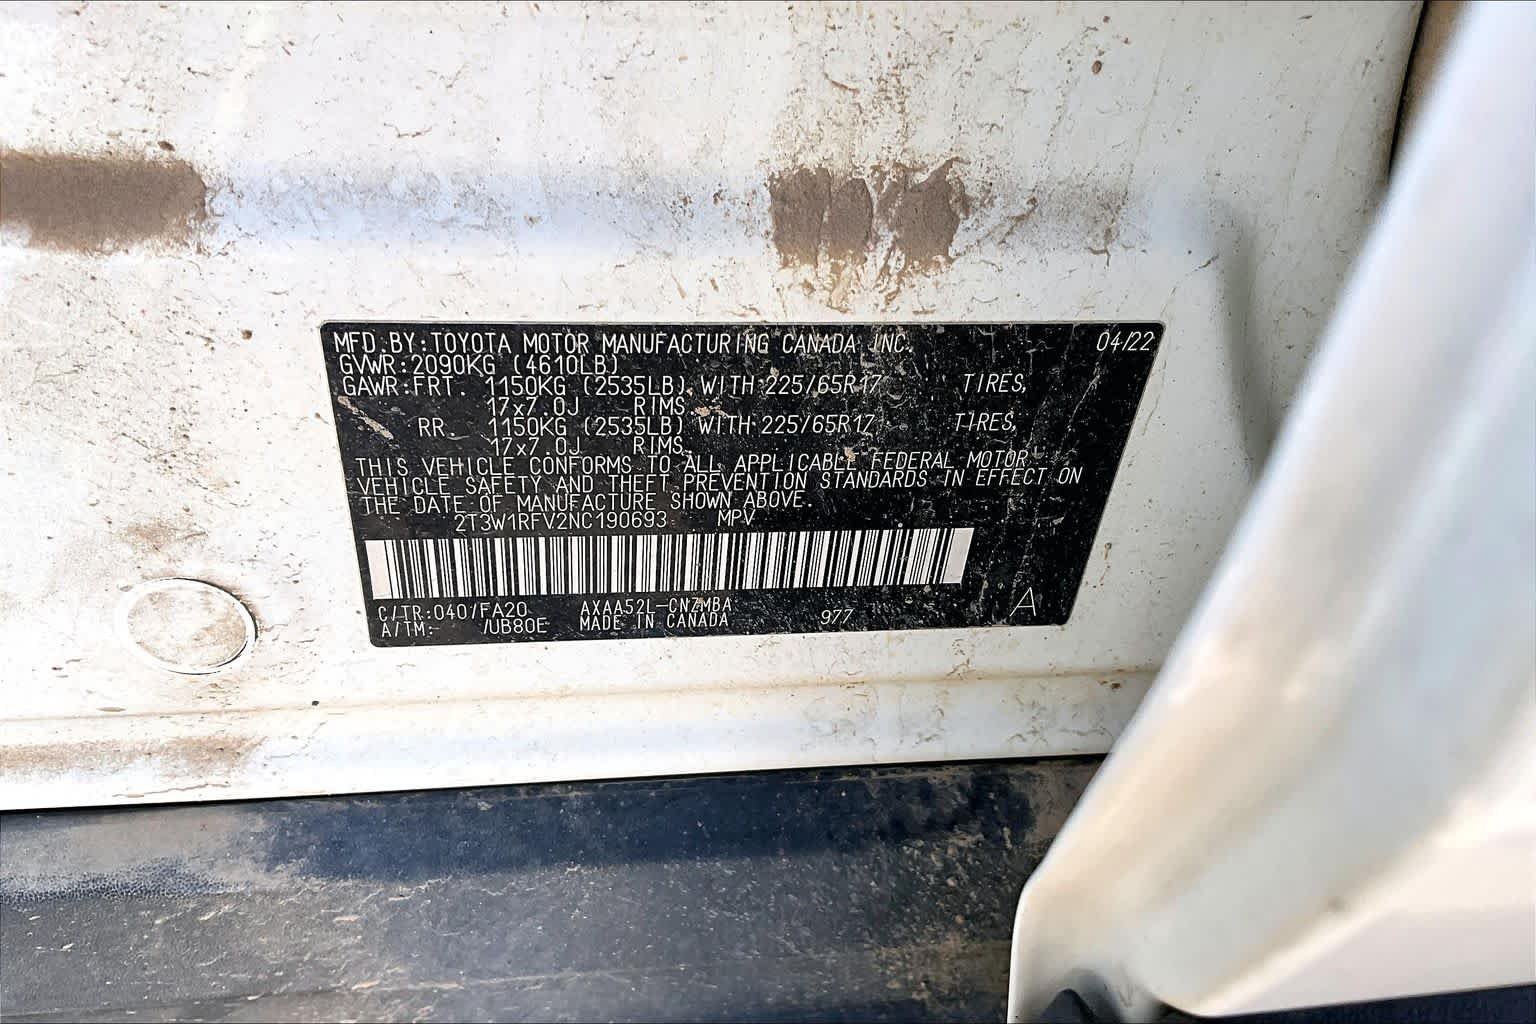 MFD. BY: TOYOTA MOTOR MANUFACTURING CANADA INC. 04/22
GVWR: 2090KG (4610LB)
GAWR: FRT. 1150KG (2535LB) WITH 225/65R17 TIRES,
17x7.0J RIMS,
RR. 1150KG (2535LB) WITH 225/65R17 TIRES,
17x7.0J RIMS,
THIS VEHICLE CONFORMS TO ALL APPLICABLE FEDERAL MOTOR
VEHICLE SAFETY AND THEFT PREVENTION STANDARDS IN EFFECT ON
THE DATE OF MANUFACTURE SHOWN ABOVE.
2T3W1RFV2NC190693 MPV
C/TR: 040/FA20 AXAA52L-CNZMBA 977 A
A/TM: - /UB80E MADE IN CANADA